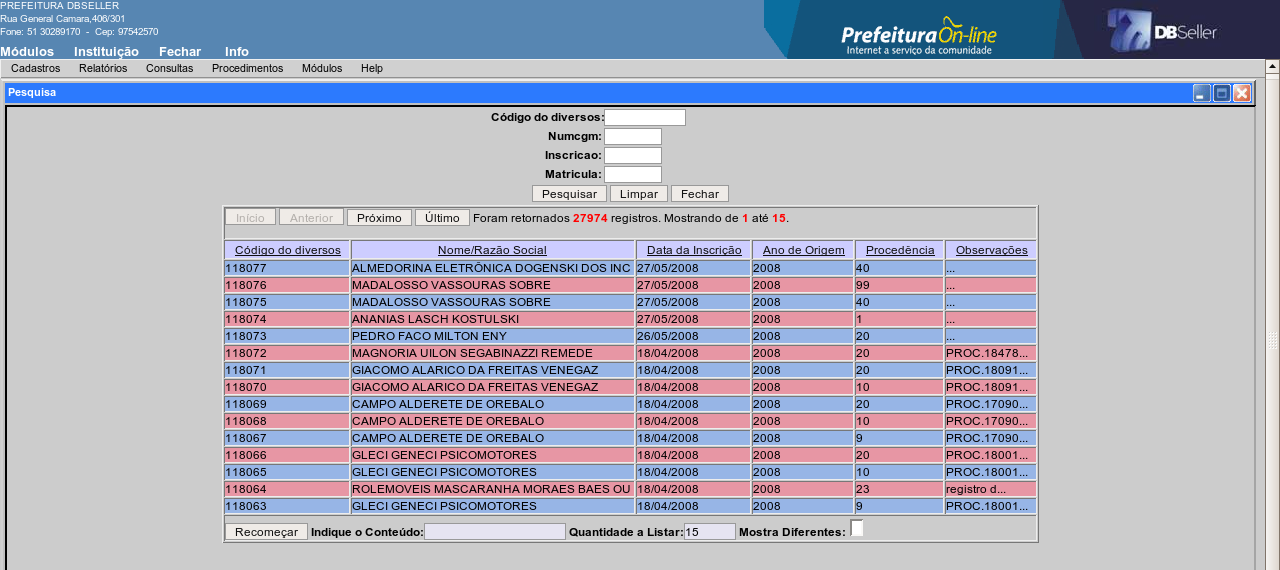 PREFEITURA DBSELLER
Rua General Camara,406/301
Fone: 51 30289170 - Cep: 97542570
Módulos Instituição Fechar Info
Prefeitura On-line
Internet a serviço da comunidade
DBSeller
Cadastros Relatórios Consultas Procedimentos Módulos Help
Pesquisa
Código do diversos:
Numcgm:
Inscricao:
Matricula:
Pesquisar Limpar Fechar
Início Anterior Próximo Último Foram retornados 27974 registros. Mostrando de 1 até 15.
Código do diversos Nome/Razão Social Data da Inscrição Ano de Origem Procedência Observações
118077 ALMEDORINA ELETRÔNICA DOGENSKI DOS INC 27/05/2008 2008 40 ...
118076 MADALOSSO VASSOURAS SOBRE 27/05/2008 2008 99 ...
118075 MADALOSSO VASSOURAS SOBRE 27/05/2008 2008 40 ...
118074 ANANIAS LASCH KOSTULSKI 27/05/2008 2008 1 ...
118073 PEDRO FACO MILTON ENY 26/05/2008 2008 20 ...
118072 MAGNORIA UILON SEGABINAZZI REMEDE 18/04/2008 2008 20 PROC.18478...
118071 GIACOMO ALARICO DA FREITAS VENEGAZ 18/04/2008 2008 20 PROC.18091...
118070 GIACOMO ALARICO DA FREITAS VENEGAZ 18/04/2008 2008 10 PROC.18091...
118069 CAMPO ALDERETE DE OREBALO 18/04/2008 2008 20 PROC.17090...
118068 CAMPO ALDERETE DE OREBALO 18/04/2008 2008 10 PROC.17090...
118067 CAMPO ALDERETE DE OREBALO 18/04/2008 2008 9 PROC.17090...
118066 GLECI GENECI PSICOMOTORES 18/04/2008 2008 20 PROC.18001...
118065 GLECI GENECI PSICOMOTORES 18/04/2008 2008 10 PROC.18001...
118064 ROLEMOVEIS MASCARANHA MORAES BAES OU 18/04/2008 2008 23 registro d...
118063 GLECI GENECI PSICOMOTORES 18/04/2008 2008 9 PROC.18001...
Recomeçar Indique o Conteúdo: Quantidade a Listar: 15 Mostra Diferentes: